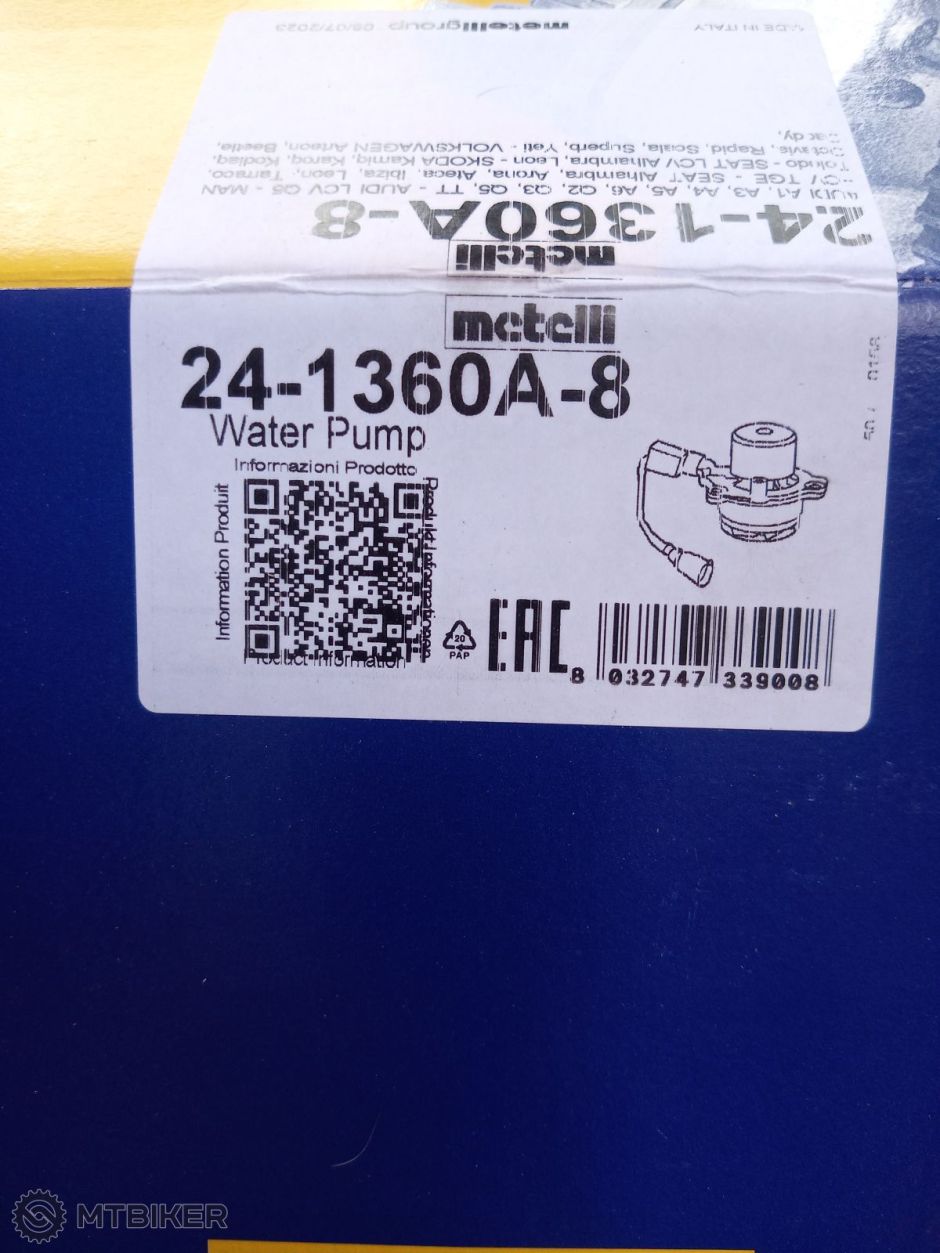 MADE IN ITALY metelligroup 05/07/2023
AUDI A1, A3, A4, A5, A6, Q2, Q3, Q5, TT - AUDI LCV Q5 - MAN
LCV TGE - SEAT Alhambra, Arona, Ateca, Ibiza, Leon, Tarraco,
Toledo - SEAT LCV Alhambra, Leon - SKODA Kamiq, Karoq, Kodiaq,
Octavia, Rapid, Scala, Superb, Yeti - VOLKSWAGEN Arteon, Beetle,
24-1360A-8
metelli
metelli
24-1360A-8
Water Pump
Informazioni Prodotto
Information Produit
Produkt Informationen
Product Information
20
PAP
EAC
8 032747 339008
MTBIKER